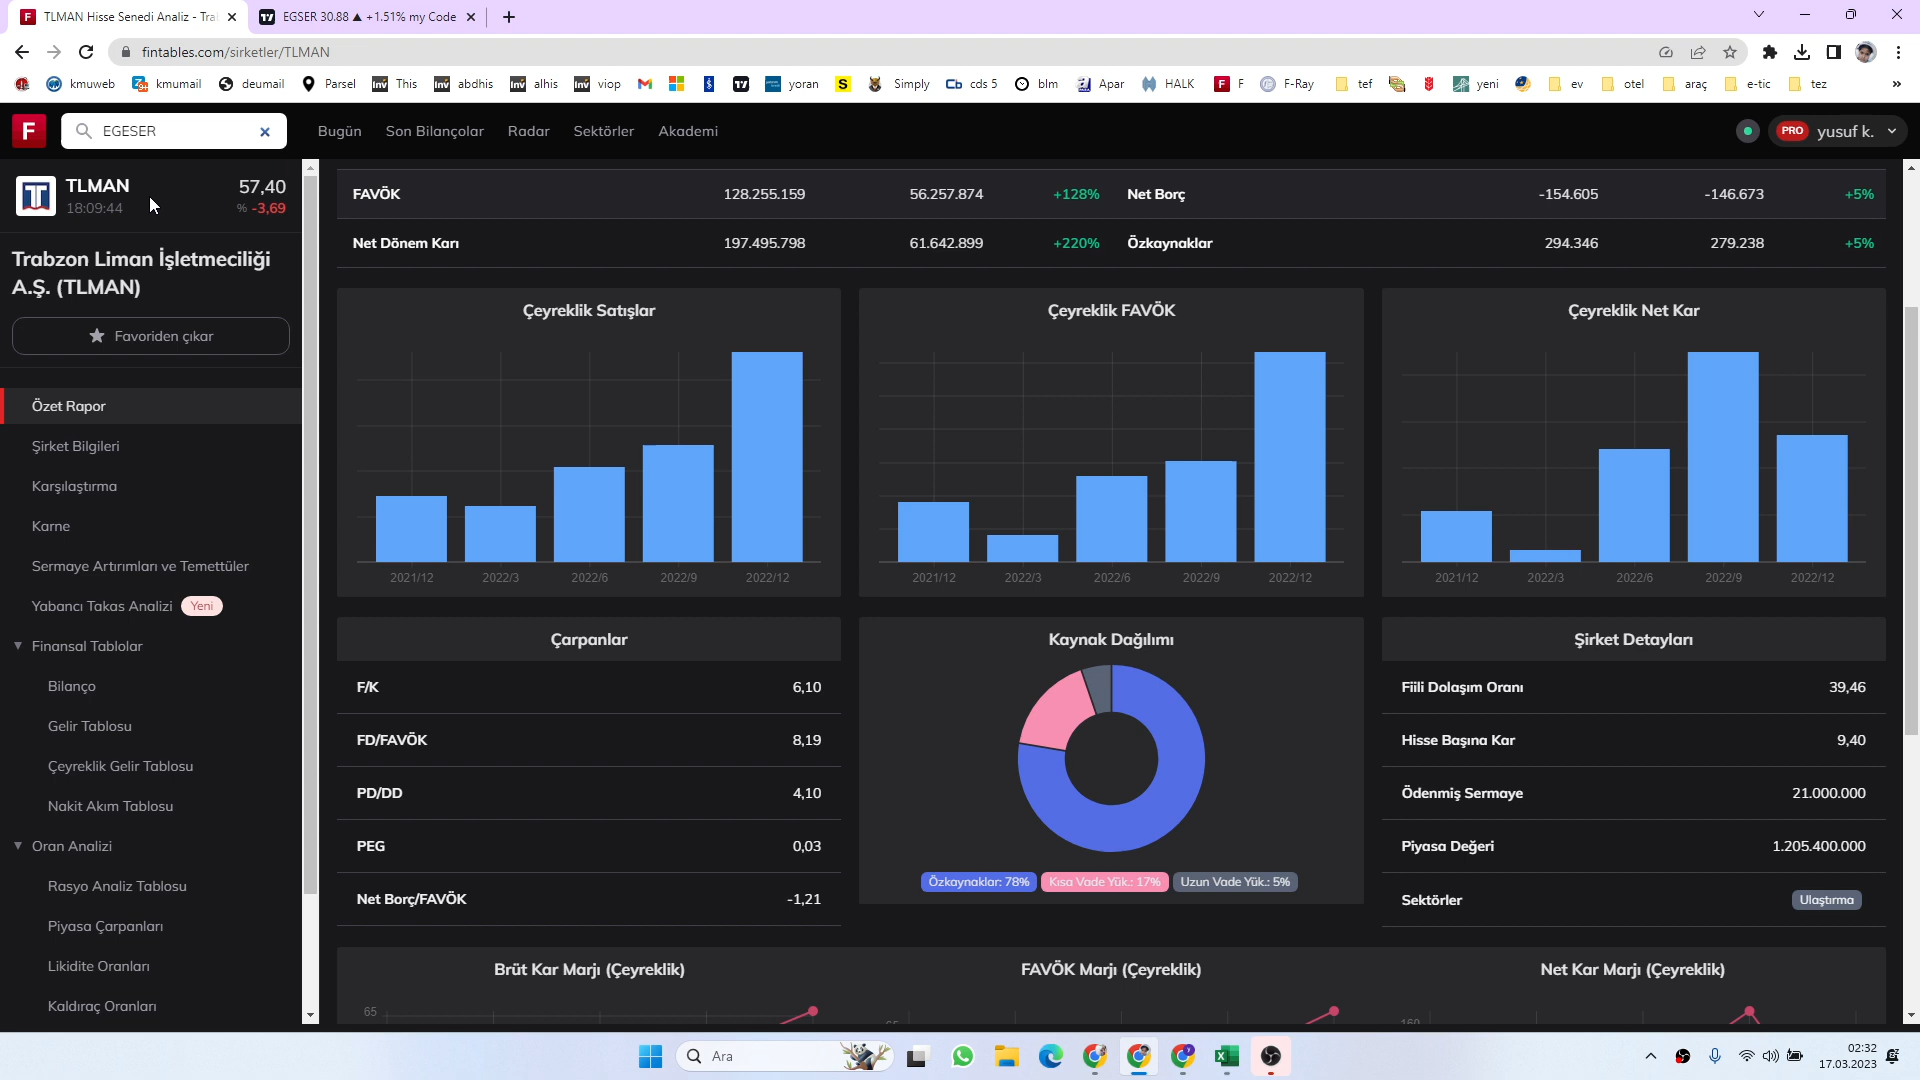 TLMAN Hisse Senedi Analiz - Tra
EGSER 30.88 ▲ +1.51% my Code
fintables.com/sirketler/TLMAN
kmuweb kmumail deumail Parsel This abdhis alhis viop yoran Simply cds 5 blm Apar HALK F F-Ray tef yeni ev otel araç e-tic tez »
F EGESER Bugün Son Bilançolar Radar Sektörler Akademi PRO yusuf k.
TLMAN 57,40
18:09:44 % -3,69
Trabzon Liman İşletmeciliği
A.Ş. (TLMAN)
Favoriden çıkar
Özet Rapor
Şirket Bilgileri
Karşılaştırma
Karne
Sermaye Artırımları ve Temettüler
Yabancı Takas Analizi Yeni
Finansal Tablolar
Bilanço
Gelir Tablosu
Çeyreklik Gelir Tablosu
Nakit Akım Tablosu
Oran Analizi
Rasyo Analiz Tablosu
Piyasa Çarpanları
Likidite Oranları
Kaldıraç Oranları
FAVÖK 128.255.159 56.257.874 +128% Net Borç -154.605 -146.673 +5%
Net Dönem Karı 197.495.798 61.642.899 +220% Özkaynaklar 294.346 279.238 +5%
Çeyreklik Satışlar
2021/12 2022/3 2022/6 2022/9 2022/12
Çeyreklik FAVÖK
2021/12 2022/3 2022/6 2022/9 2022/12
Çeyreklik Net Kar
2021/12 2022/3 2022/6 2022/9 2022/12
Çarpanlar
F/K 6,10
FD/FAVÖK 8,19
PD/DD 4,10
PEG 0,03
Net Borç/FAVÖK -1,21
Kaynak Dağılımı
Özkaynaklar: 78% Kısa Vade Yük.: 17% Uzun Vade Yük.: 5%
Şirket Detayları
Fiili Dolaşım Oranı 39,46
Hisse Başına Kar 9,40
Ödenmiş Sermaye 21.000.000
Piyasa Değeri 1.205.400.000
Sektörler Ulaştırma
Brüt Kar Marjı (Çeyreklik)
65
FAVÖK Marjı (Çeyreklik)
Net Kar Marjı (Çeyreklik)
160
Ara
02:32
17.03.2023